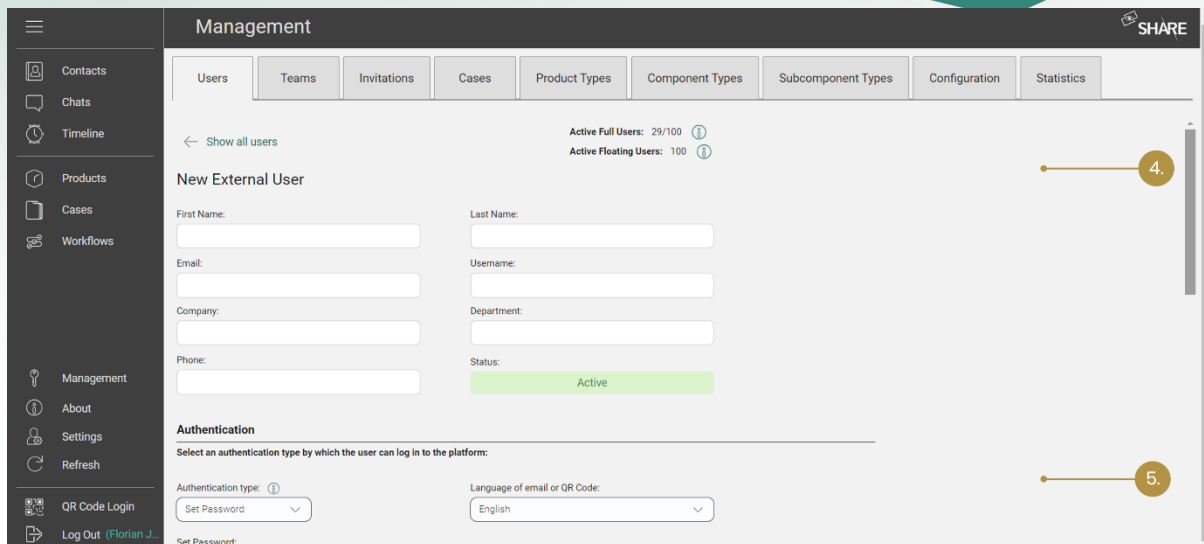 Management
SHARE
Contacts
Chats
Timeline
Products
Cases
Workflows
Management
About
Settings
Refresh
QR Code Login
Log Out (Florian J...
Users
Teams
Invitations
Cases
Product Types
Component Types
Subcomponent Types
Configuration
Statistics
Show all users
Active Full Users: 29/100
Active Floating Users: 100
4.
New External User
First Name:
Last Name:
Email:
Username:
Company:
Department:
Phone:
Status:
Active
Authentication
Select an authentication type by which the user can log in to the platform:
5.
Authentication type:
Language of email or QR Code:
Set Password
English
Set Password: